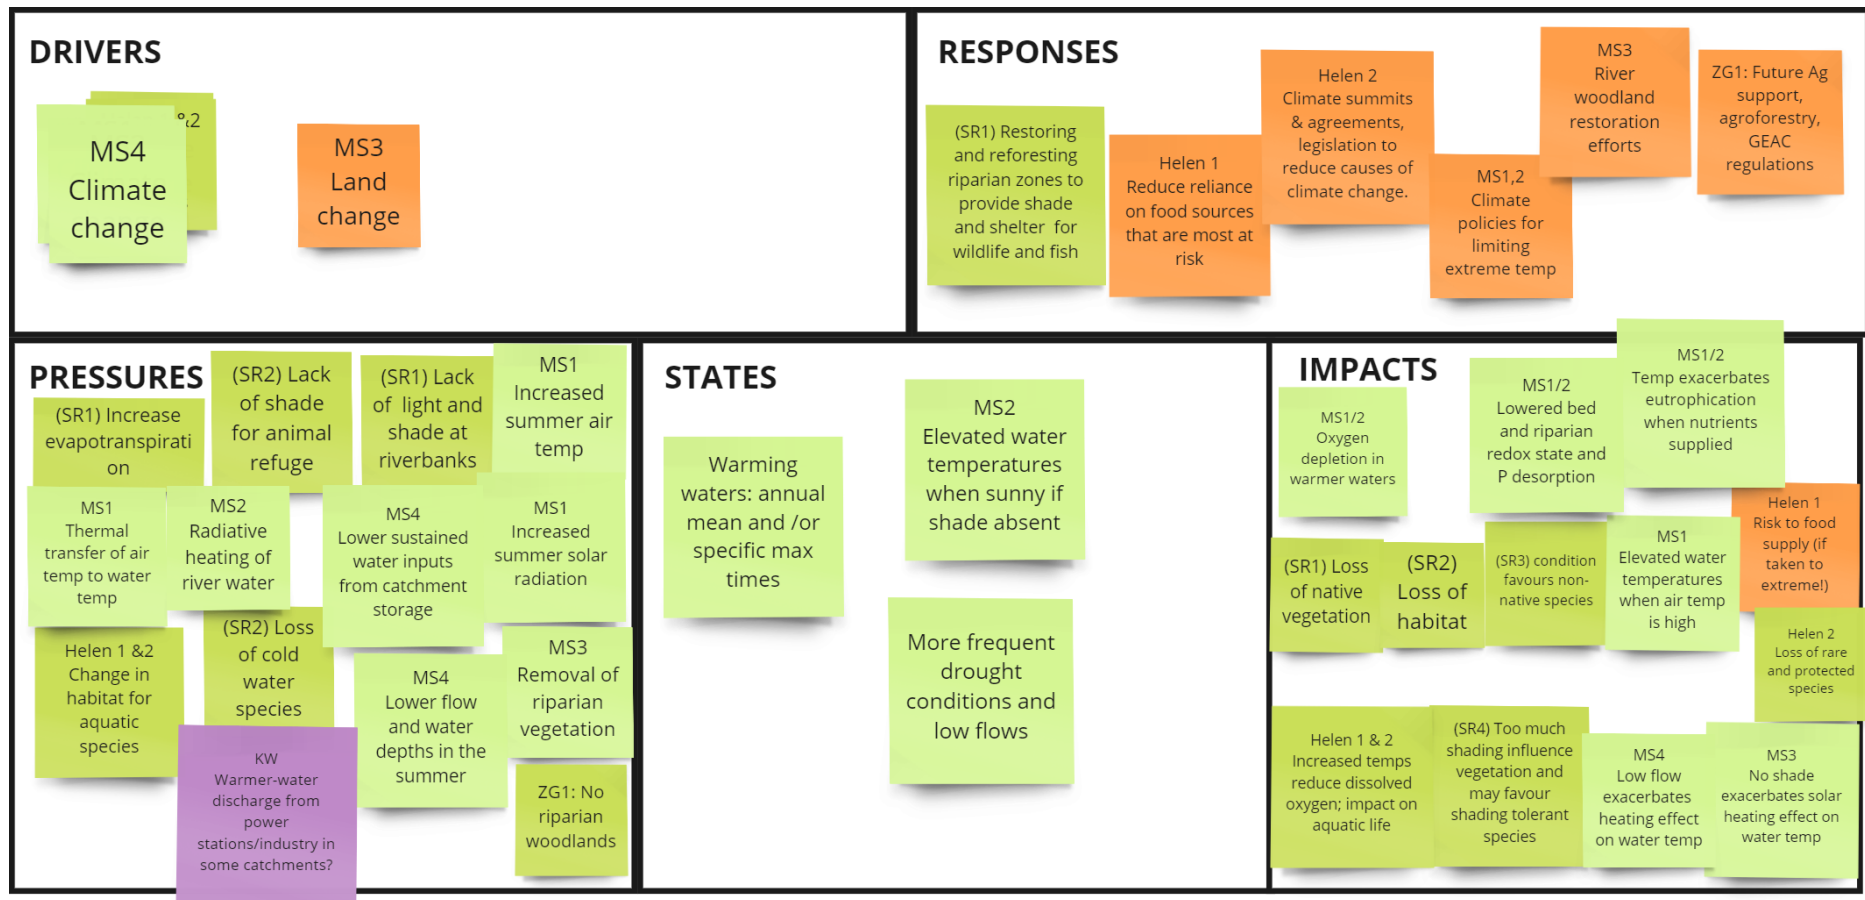 DRIVERS
&2
MS4
Climate
change
MS3
Land
change
RESPONSES
(SR1) Restoring
and reforesting
riparian zones to
provide shade
and shelter for
wildlife and fish
Helen 1
Reduce reliance
on food sources
that are most at
risk
Helen 2
Climate summits
& agreements,
legislation to
reduce causes of
climate change.
MS1,2
Climate
policies for
limiting
extreme temp
MS3
River
woodland
restoration
efforts
ZG1: Future Ag
support,
agroforestry,
GEAC
regulations
PRESSURES
(SR1) Increase
evapotranspirati
on
(SR2) Lack
of shade
for animal
refuge
(SR1) Lack
of light and
shade at
riverbanks
MS1
Increased
summer air
temp
MS1
Thermal
transfer of air
temp to water
temp
MS2
Radiative
heating of
river water
MS4
Lower sustained
water inputs
from catchment
storage
MS1
Increased
summer solar
radiation
Helen 1 &2
Change in
habitat for
aquatic
species
(SR2) Loss
of cold
water
species
MS4
Lower flow
and water
depths in the
summer
MS3
Removal of
riparian
vegetation
KW
Warmer-water
discharge from
power
stations/industry in
some catchments?
ZG1: No
riparian
woodlands
STATES
Warming
waters: annual
mean and /or
specific max
times
MS2
Elevated water
temperatures
when sunny if
shade absent
More frequent
drought
conditions and
low flows
IMPACTS
MS1/2
Oxygen
depletion in
warmer waters
MS1/2
Lowered bed
and riparian
redox state and
P desorption
MS1/2
Temp exacerbates
eutrophication
when nutrients
supplied
(SR1) Loss
of native
vegetation
(SR2)
Loss of
habitat
(SR3) condition
favours non-
native species
MS1
Elevated water
temperatures
when air temp
is high
Helen 1
Risk to food
supply (if
taken to
extreme!)
Helen 2
Loss of rare
and protected
species
Helen 1 & 2
Increased temps
reduce dissolved
oxygen; impact on
aquatic life
(SR4) Too much
shading influence
vegetation and
may favour
shading tolerant
species
MS4
Low flow
exacerbates
heating effect
on water temp
MS3
No shade
exacerbates solar
heating effect on
water temp